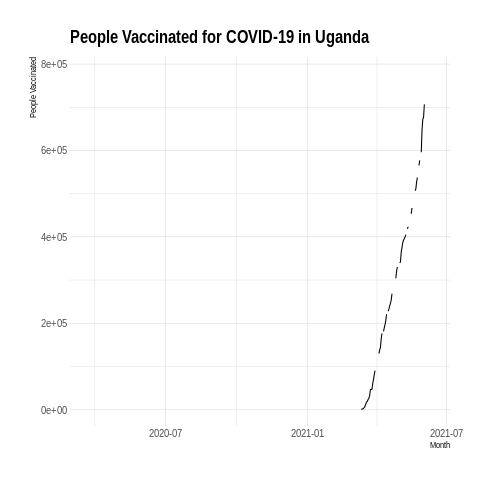 People Vaccinated for COVID-19 in Uganda
People Vaccinated
8e+05
6e+05
4e+05
2e+05
0e+00
2020-07
2021-01
2021-07
Month